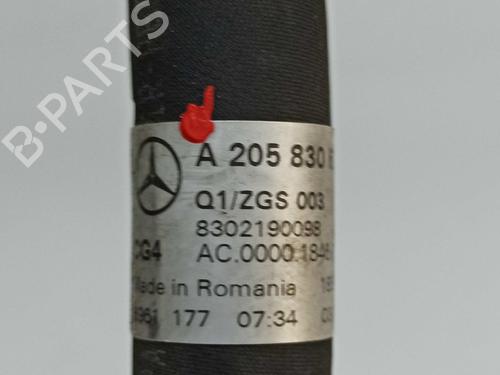 B-PARTS
A 205 830
Q1/ZGS 003
8302190098
CG4 AC.0000.1846
Made in Romania
177 07:34